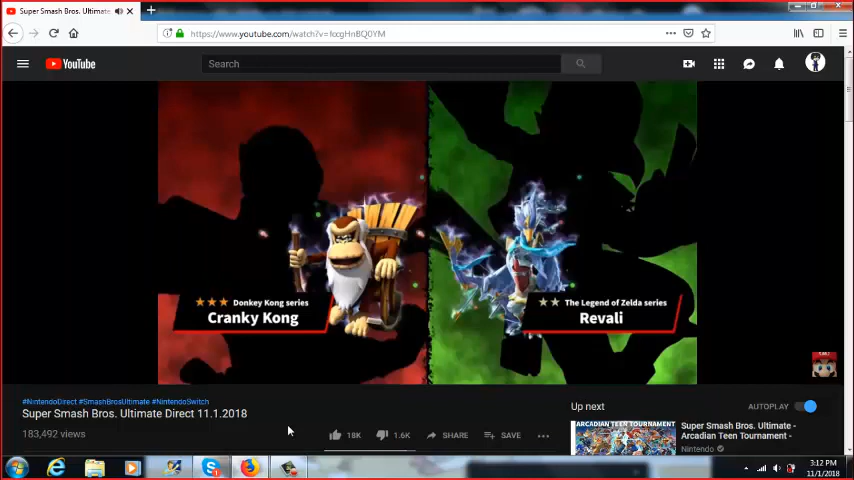 Super Smash Bros. Ultimate
https://www.youtube.com/watch?v=fccgHnBQ0YM
YouTube
Search
Donkey Kong series
Cranky Kong
The Legend of Zelda series
Revali
#NintendoDirect #SmashBrosUltimate #NintendoSwitch
Super Smash Bros. Ultimate Direct 11.1.2018
183,492 views
18K
1.6K
SHARE
SAVE
Up next
AUTOPLAY
ARCADIAN TEEN TOURNAMENT
Super Smash Bros. Ultimate -
Arcadian Teen Tournament -
Nintendo
3:12 PM
11/1/2018